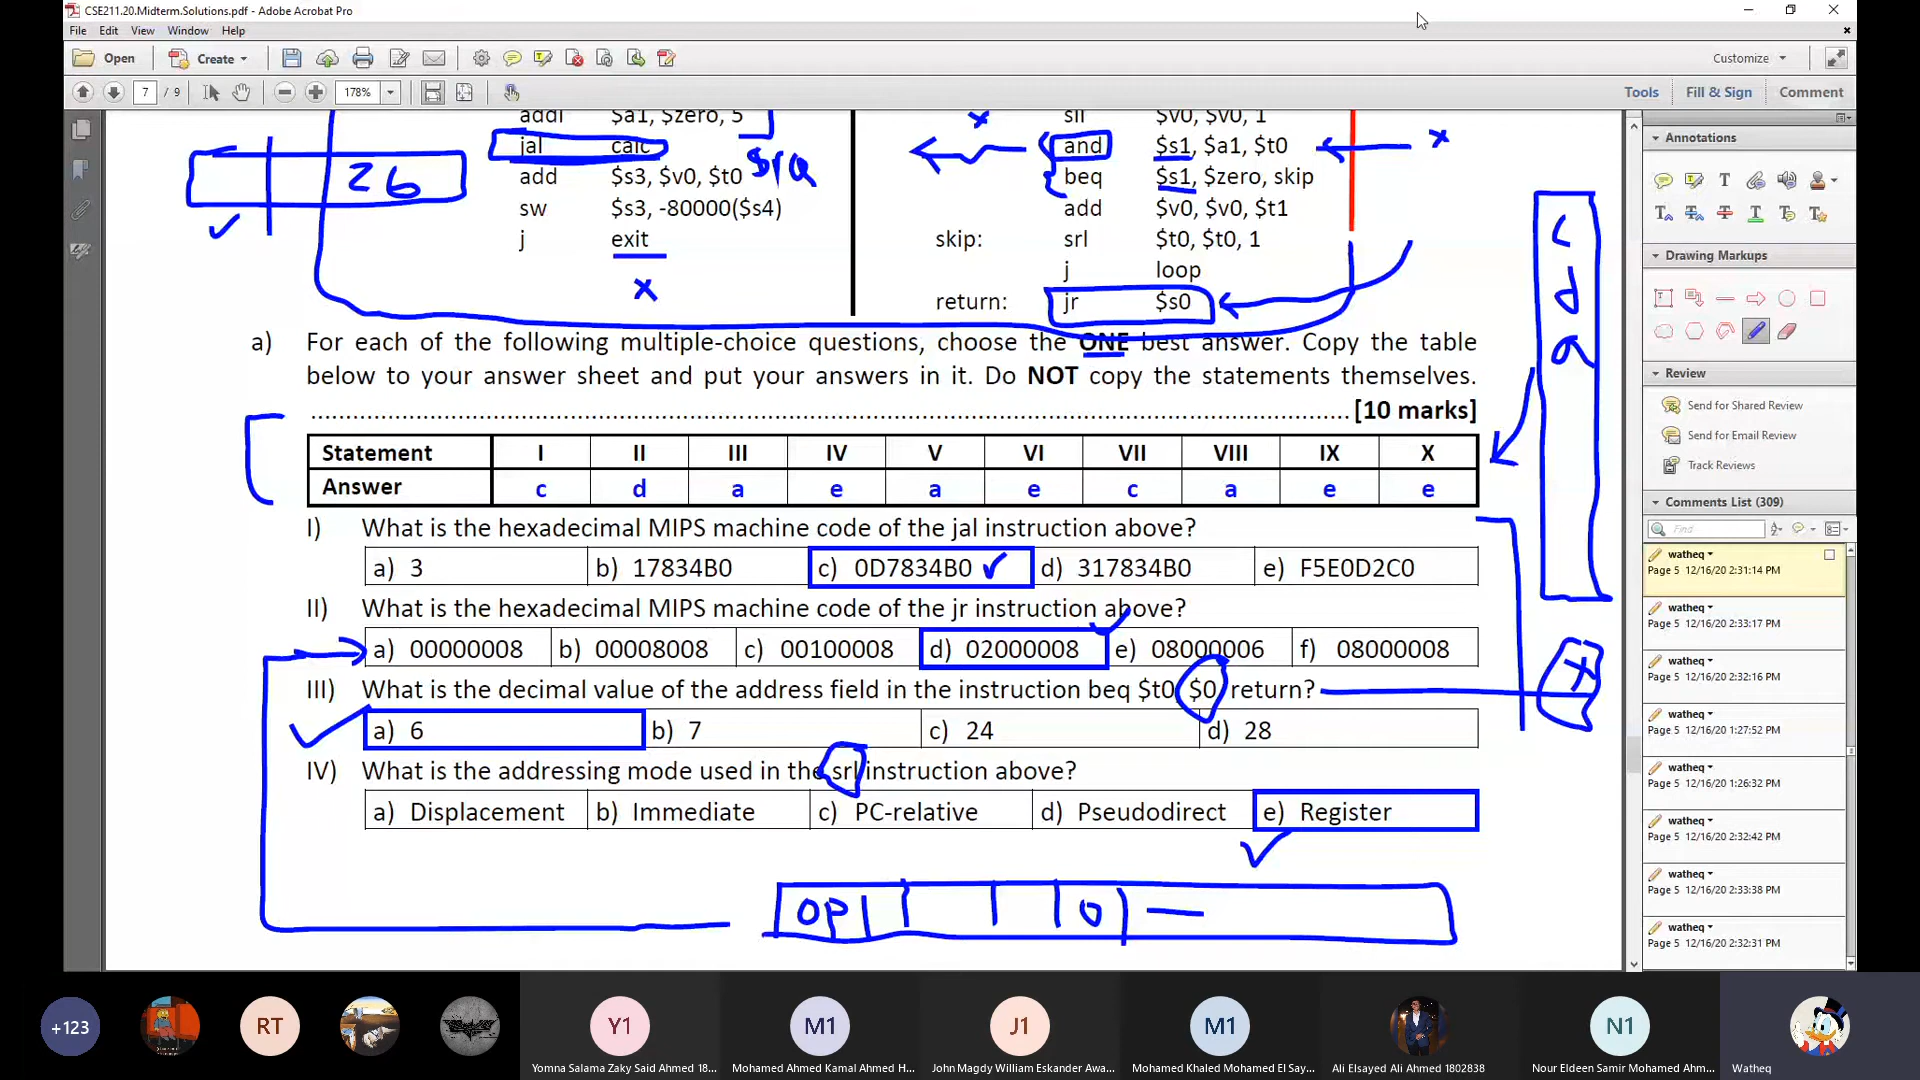 CSE211.20.Midterm.Solutions.pdf - Adobe Acrobat Pro
File Edit View Window Help
Open Create Customize
7 / 9 178% Tools Fill & Sign Comment
addi $a1, $zero, 5
jal calc
add $s3, $v0, $t0
sw $s3, -80000($s4)
j exit
26
$ra
x
sll $v0, $v0, 1
and $s1, $a1, $t0
beq $s1, $zero, skip
add $v0, $v0, $t1
skip: srl $t0, $t0, 1
j loop
return: jr $s0
x
x
c
d
a
a) For each of the following multiple-choice questions, choose the ONE best answer. Copy the table
below to your answer sheet and put your answers in it. Do NOT copy the statements themselves.
[10 marks]
Statement I II III IV V VI VII VIII IX X
Answer c d a e a e c a e e
I) What is the hexadecimal MIPS machine code of the jal instruction above?
a) 3 b) 17834B0 c) 0D7834B0 d) 317834B0 e) F5E0D2C0
II) What is the hexadecimal MIPS machine code of the jr instruction above?
a) 00000008 b) 00008008 c) 00100008 d) 02000008 e) 08000006 f) 08000008
III) What is the decimal value of the address field in the instruction beq $t0, $0, return?
a) 6 b) 7 c) 24 d) 28
IV) What is the addressing mode used in the srl instruction above?
a) Displacement b) Immediate c) PC-relative d) Pseudodirect e) Register
OP 0
Annotations
Drawing Markups
Review
Send for Shared Review
Send for Email Review
Track Reviews
Comments List (309)
Find
watheq
Page 5 12/16/20 2:31:14 PM
watheq
Page 5 12/16/20 2:33:17 PM
watheq
Page 5 12/16/20 2:32:16 PM
watheq
Page 5 12/16/20 1:27:52 PM
watheq
Page 5 12/16/20 1:26:32 PM
watheq
Page 5 12/16/20 2:32:42 PM
watheq
Page 5 12/16/20 2:33:38 PM
watheq
Page 5 12/16/20 2:32:31 PM
+123 RT Y1 M1 J1 M1 N1
Yomna Salama Zaky Said Ahmed 18...
Mohamed Ahmed Kamal Ahmed H...
John Magdy William Eskander Awa...
Mohamed Khaled Mohamed El Say...
Ali Elsayed Ali Ahmed 1802838
Nour Eldeen Samir Mohamed Ahm...
Watheq